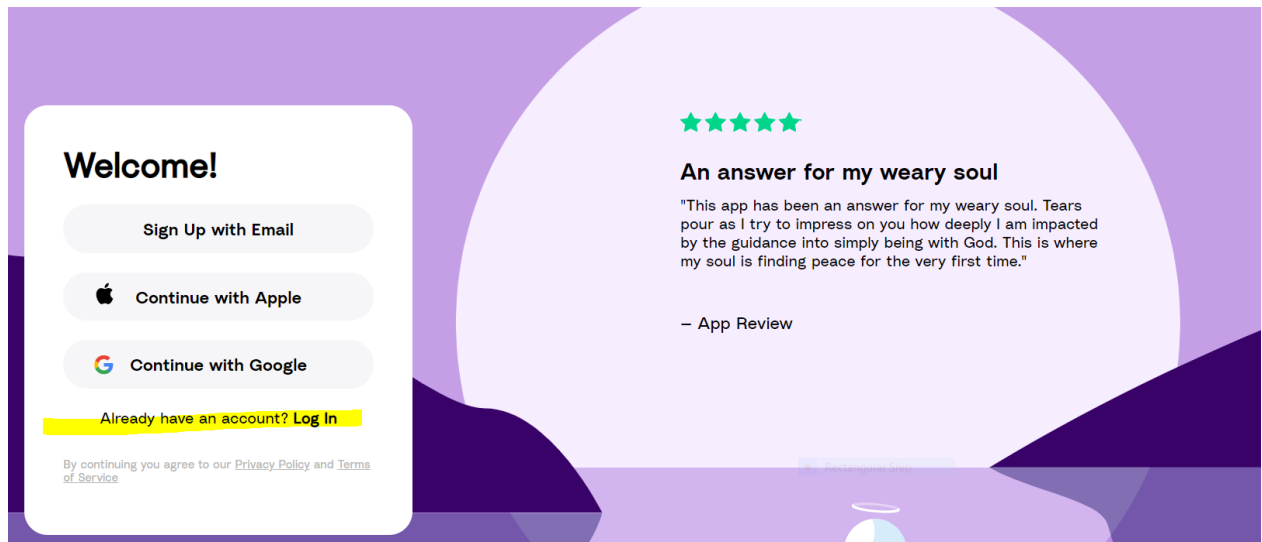 Welcome!
Sign Up with Email
Continue with Apple
Continue with Google
Already have an account? Log In
By continuing you agree to our Privacy Policy and Terms
of Service
An answer for my weary soul
"This app has been an answer for my weary soul. Tears
pour as I try to impress on you how deeply I am impacted
by the guidance into simply being with God. This is where
my soul is finding peace for the very first time."
– App Review
Rectangular Snip